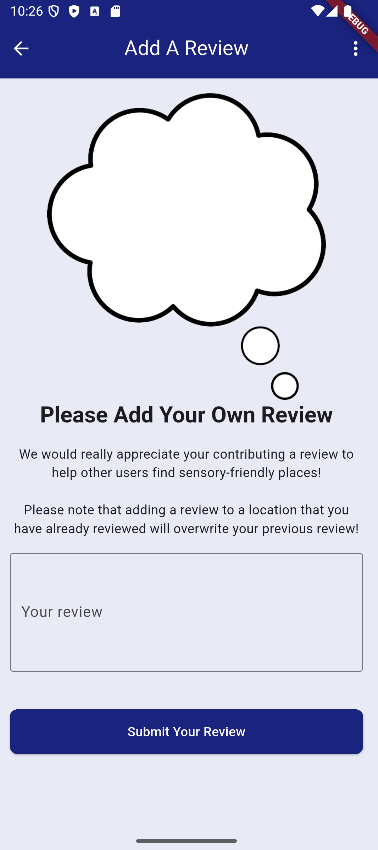 10:26
DEBUG
Add A Review
Please Add Your Own Review
We would really appreciate your contributing a review to
help other users find sensory-friendly places!
Please note that adding a review to a location that you
have already reviewed will overwrite your previous review!
Your review
Submit Your Review